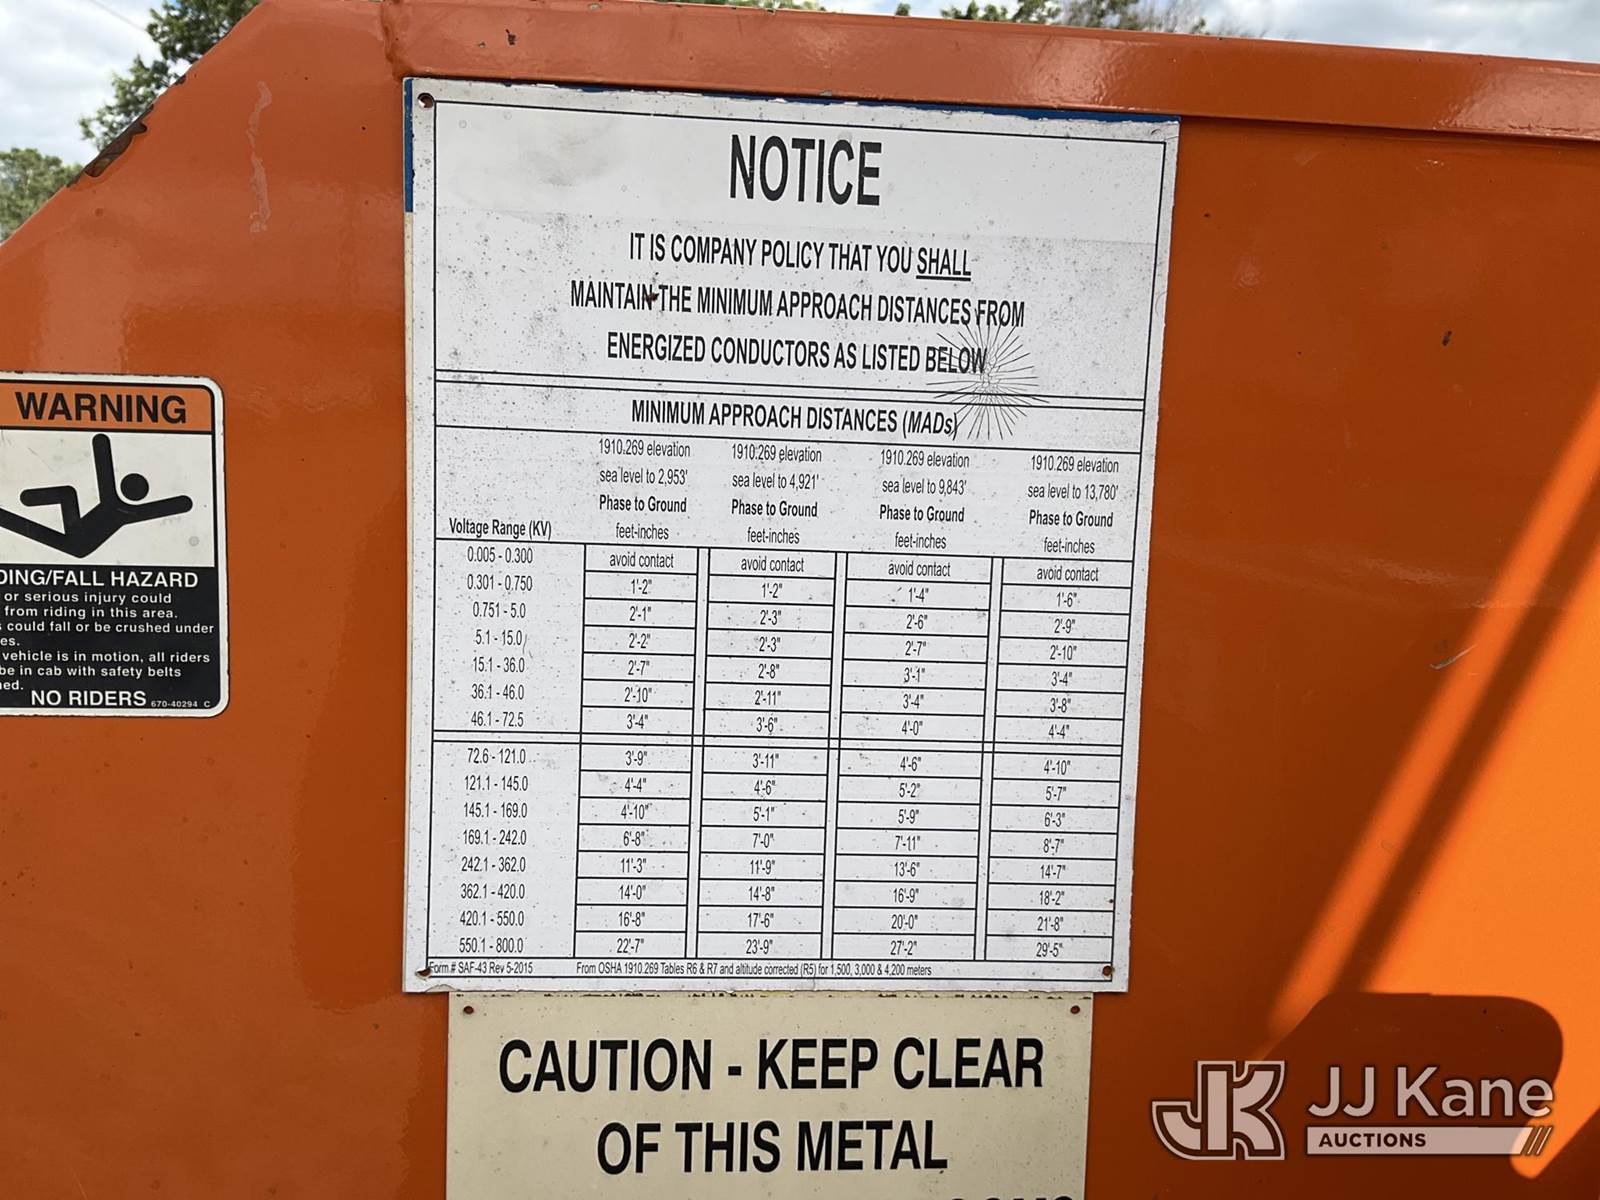 NOTICE
IT IS COMPANY POLICY THAT YOU SHALL
MAINTAIN THE MINIMUM APPROACH DISTANCES FROM
ENERGIZED CONDUCTORS AS LISTED BELOW
MINIMUM APPROACH DISTANCES (MADs)
1910.269 elevation 1910.269 elevation 1910.269 elevation 1910.269 elevation
sea level to 2,953' sea level to 4,921' sea level to 9,843' sea level to 13,780'
Phase to Ground Phase to Ground Phase to Ground Phase to Ground
Voltage Range (KV) feet-inches feet-inches feet-inches feet-inches
0.005 - 0.300 avoid contact avoid contact avoid contact avoid contact
0.301 - 0.750 1'-2" 1'-2" 1'-4" 1'-6"
0.751 - 5.0 2'-1" 2'-3" 2'-6" 2'-9"
5.1 - 15.0 2'-2" 2'-3" 2'-7" 2'-10"
15.1 - 36.0 2'-7" 2'-8" 3'-1" 3'-4"
36.1 - 46.0 2'-10" 2'-11" 3'-4" 3'-8"
46.1 - 72.5 3'-4" 3'-6" 4'-0" 4'-4"
72.6 - 121.0 3'-9" 3'-11" 4'-6" 4'-10"
121.1 - 145.0 4'-4" 4'-6" 5'-2" 5'-7"
145.1 - 169.0 4'-10" 5'-1" 5'-9" 6'-3"
169.1 - 242.0 6'-8" 7'-0" 7'-11" 8'-7"
242.1 - 362.0 11'-3" 11'-9" 13'-6" 14'-7"
362.1 - 420.0 14'-0" 14'-8" 16'-9" 18'-2"
420.1 - 550.0 16'-8" 17'-6" 20'-0" 21'-8"
550.1 - 800.0 22'-7" 23'-9" 27'-2" 29'-5"
Form # SAF-43 Rev 5-2015 From OSHA 1910.269 Tables R6 & R7 and altitude corrected (R5) for 1,500, 3,000 & 4,200 meters
WARNING
DING/FALL HAZARD
or serious injury could
from riding in this area.
s could fall or be crushed under
es.
vehicle is in motion, all riders
be in cab with safety belts
ned.
NO RIDERS 670-40294 C
CAUTION - KEEP CLEAR
OF THIS METAL
JK JJ Kane
AUCTIONS